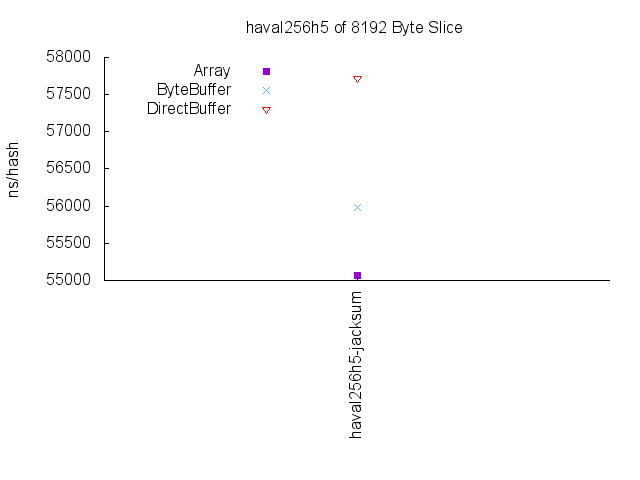 haval256h5 of 8192 Byte Slice
58000
57500
57000
56500
56000
55500
55000
ns/hash
Array
ByteBuffer
DirectBuffer
haval256h5-jacksum